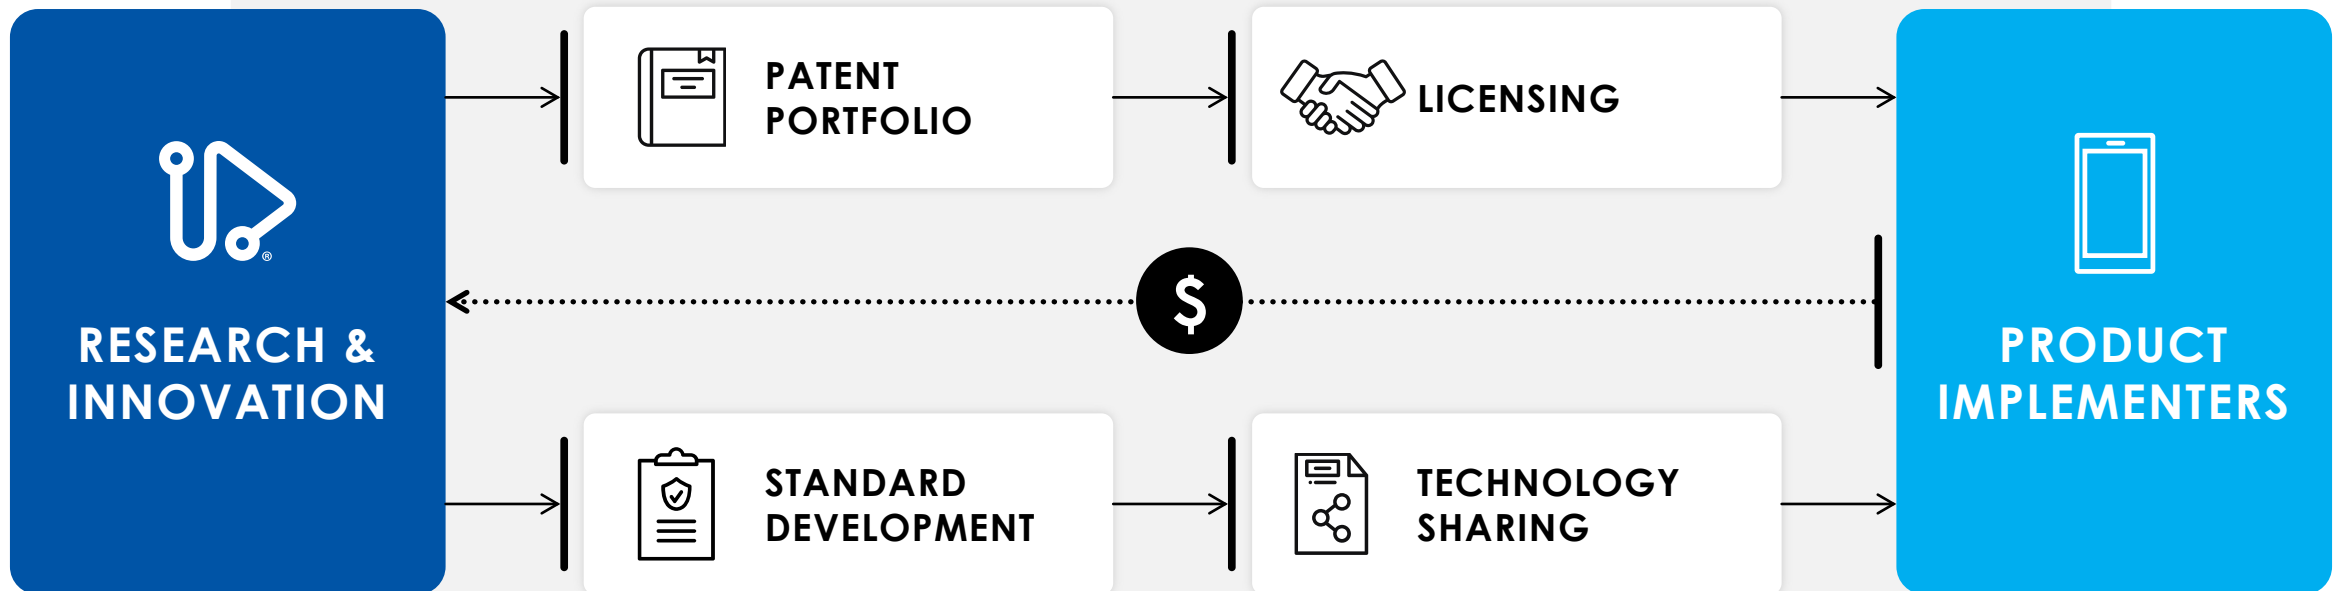 RESEARCH &
INNOVATION
PATENT
PORTFOLIO
LICENSING
$
STANDARD
DEVELOPMENT
TECHNOLOGY
SHARING
PRODUCT
IMPLEMENTERS
®